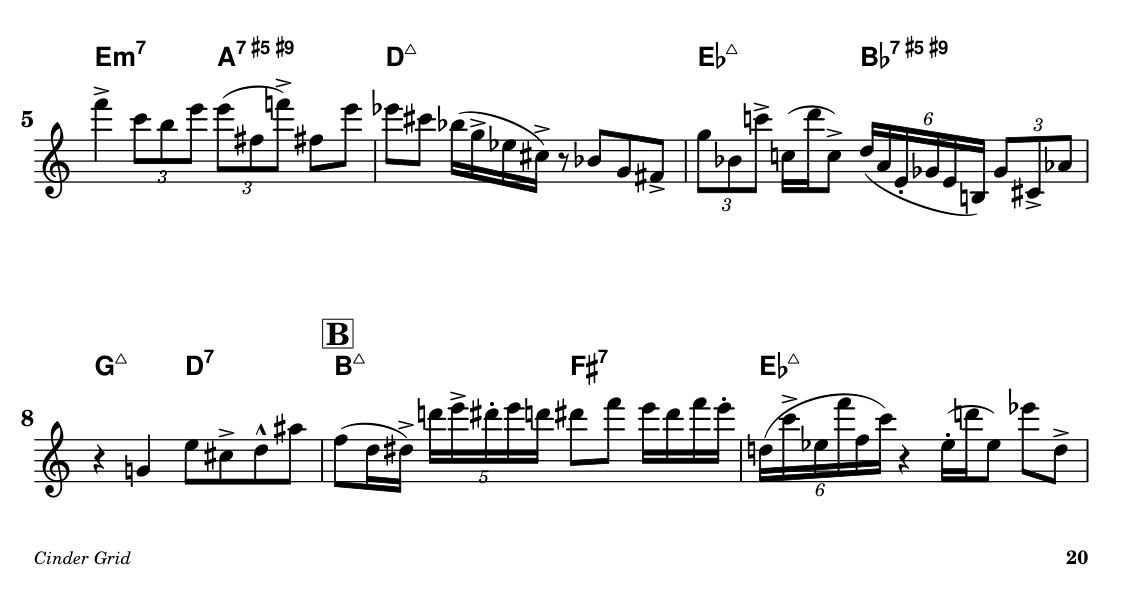 Em7 A7♯5♯9 D△ E♭△ B♭7♯5♯9
5
3 3 3 6 3
B
G△ D7 B△ F♯7 E♭△
8
5 6
Cinder Grid 20